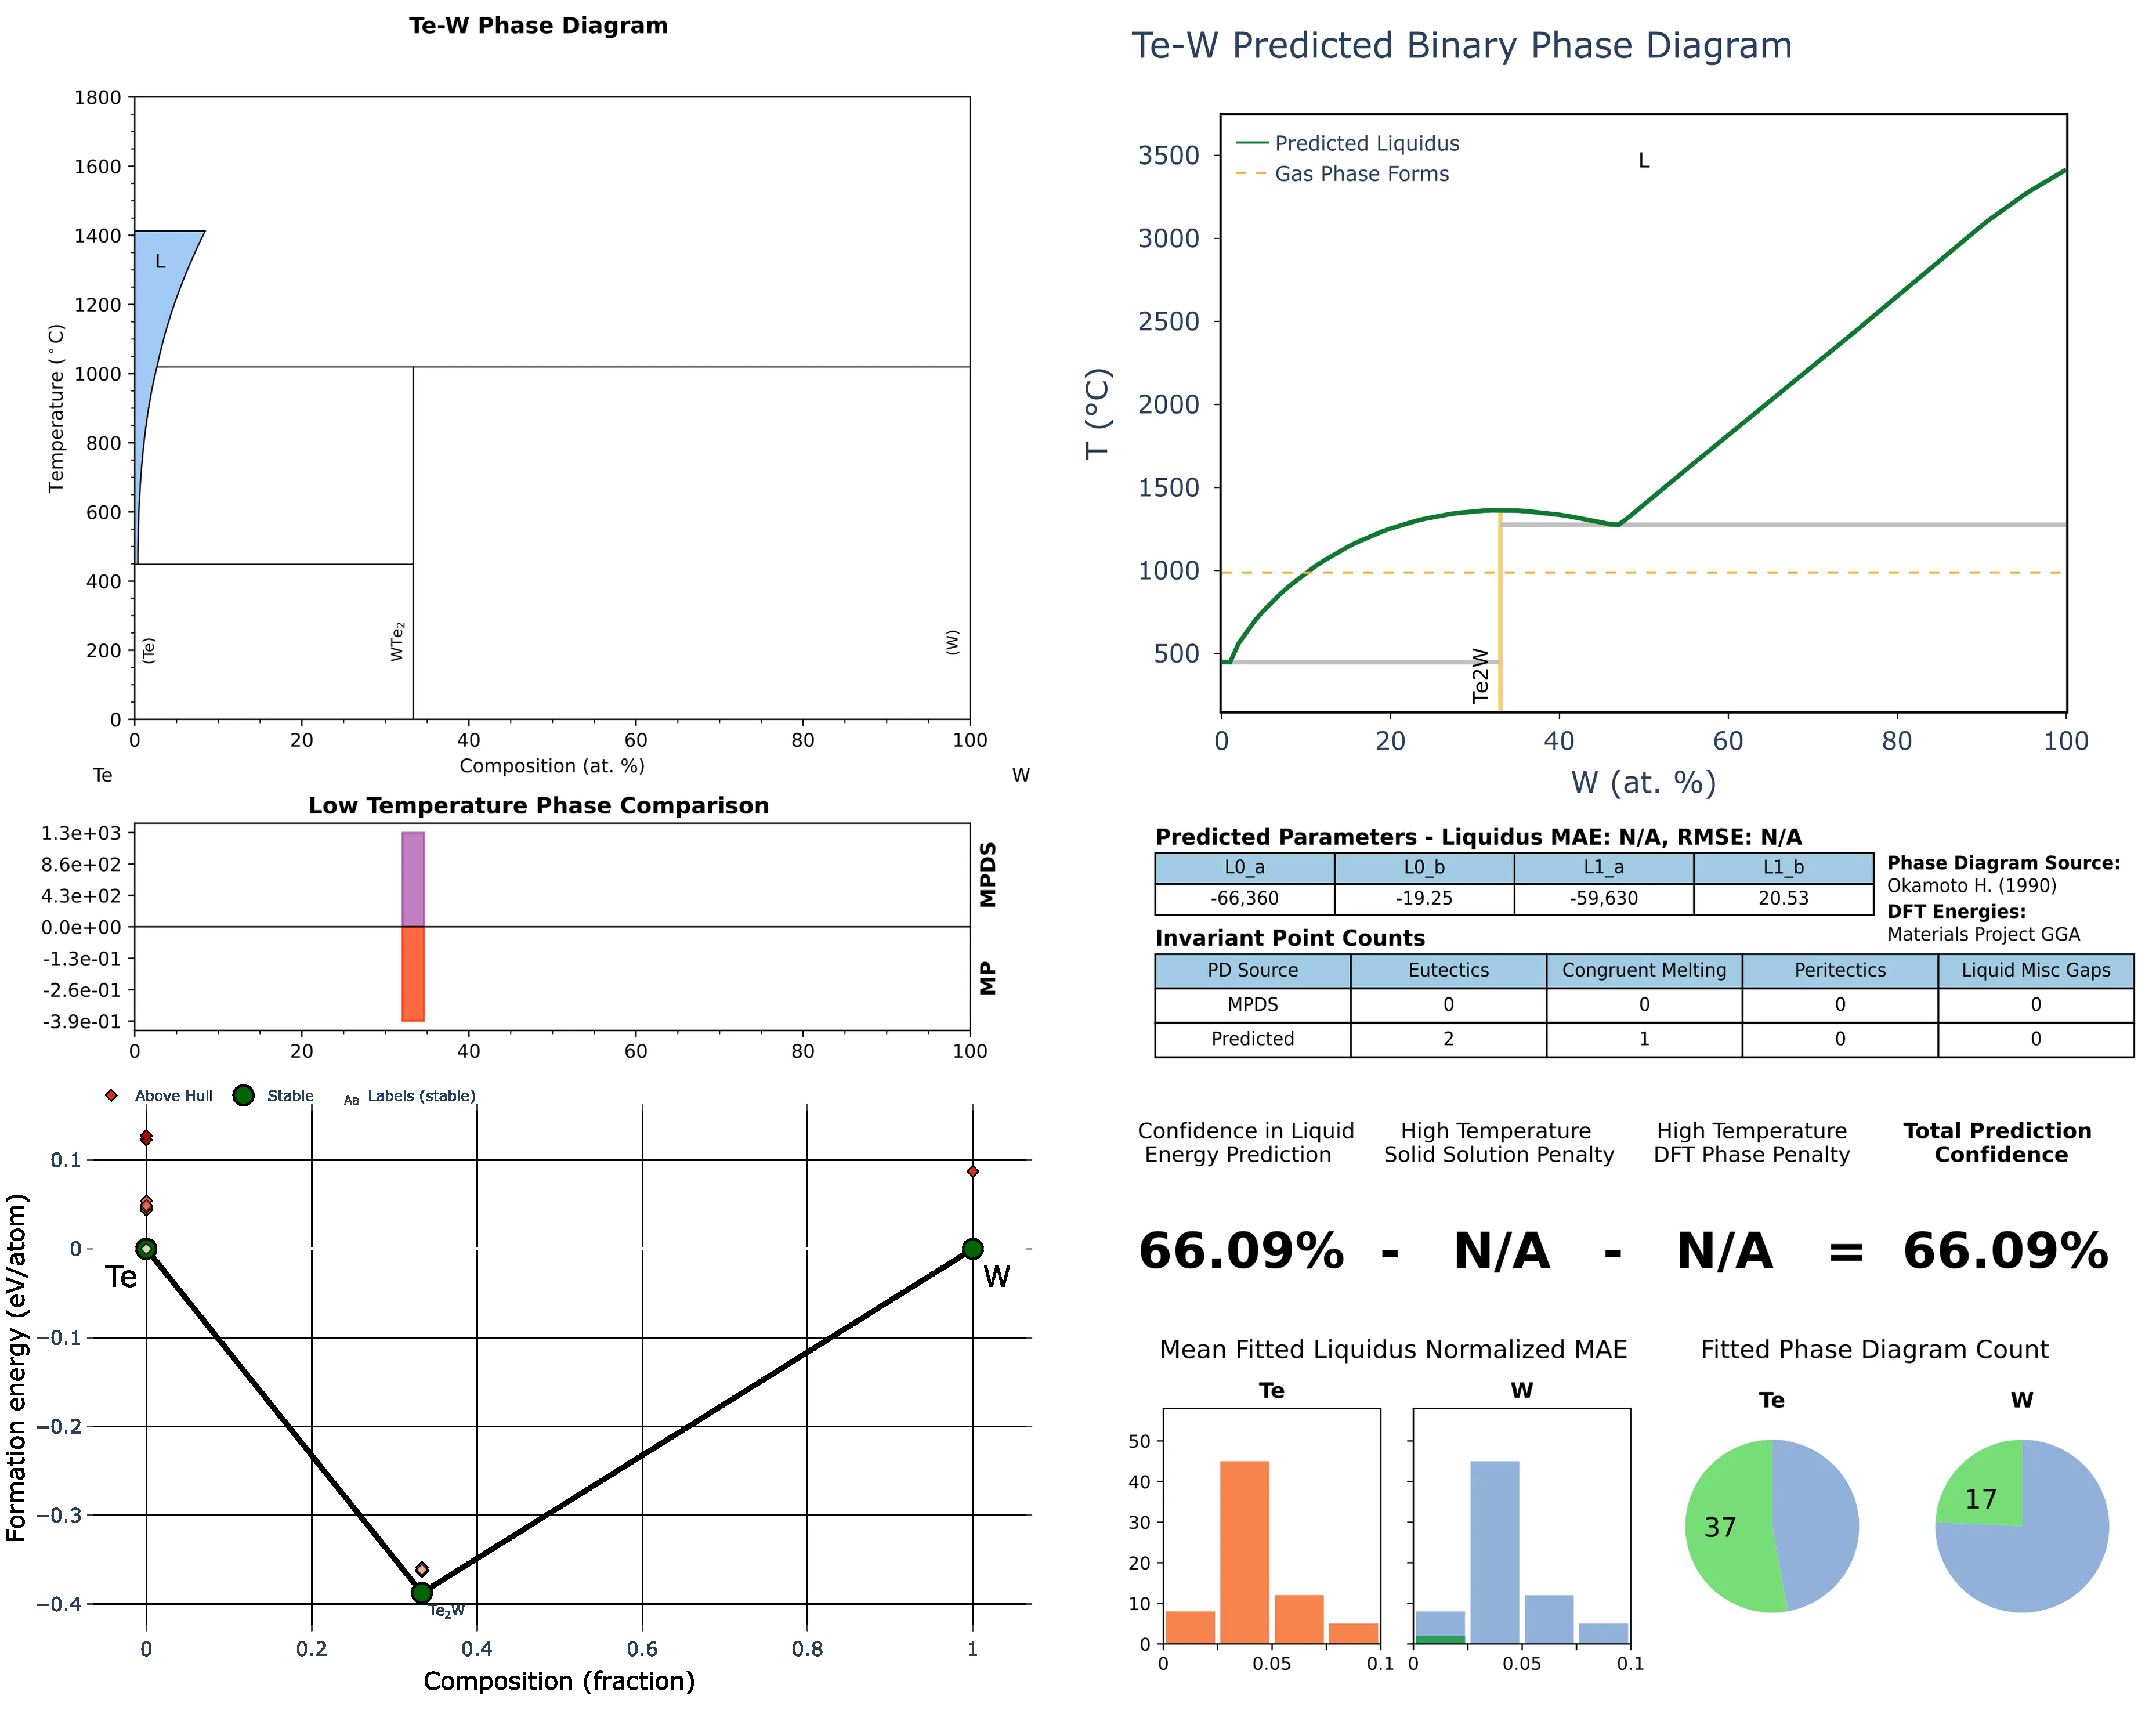 Te-W Phase Diagram
1800
1600
1400
1200
1000
800
600
400
200
0
Temperature (°C)
L
(Te)
WTe2
(W)
0 20 40 60 80 100
Te Composition (at. %) W
Low Temperature Phase Comparison
1.3e+03
8.6e+02
4.3e+02
0.0e+00
-1.3e-01
-2.6e-01
-3.9e-01
MPDS
MP
0 20 40 60 80 100
Above Hull Stable Aa Labels (stable)
0.1
0
−0.1
−0.2
−0.3
−0.4
Formation energy (eV/atom)
Te
W
Te2W
0 0.2 0.4 0.6 0.8 1
Composition (fraction)
Te-W Predicted Binary Phase Diagram
Predicted Liquidus
Gas Phase Forms
L
3500
3000
2500
2000
1500
1000
500
T (°C)
Te2W
0 20 40 60 80 100
W (at. %)
Predicted Parameters - Liquidus MAE: N/A, RMSE: N/A
L0_a L0_b L1_a L1_b
-66,360 -19.25 -59,630 20.53
Phase Diagram Source:
Okamoto H. (1990)
DFT Energies:
Materials Project GGA
Invariant Point Counts
PD Source Eutectics Congruent Melting Peritectics Liquid Misc Gaps
MPDS 0 0 0 0
Predicted 2 1 0 0
Confidence in Liquid
Energy Prediction
High Temperature
Solid Solution Penalty
High Temperature
DFT Phase Penalty
Total Prediction
Confidence
66.09% - N/A - N/A = 66.09%
Mean Fitted Liquidus Normalized MAE
Te W
50
40
30
20
10
0
0 0.05 0.1 0 0.05 0.1
Fitted Phase Diagram Count
Te W
37 17